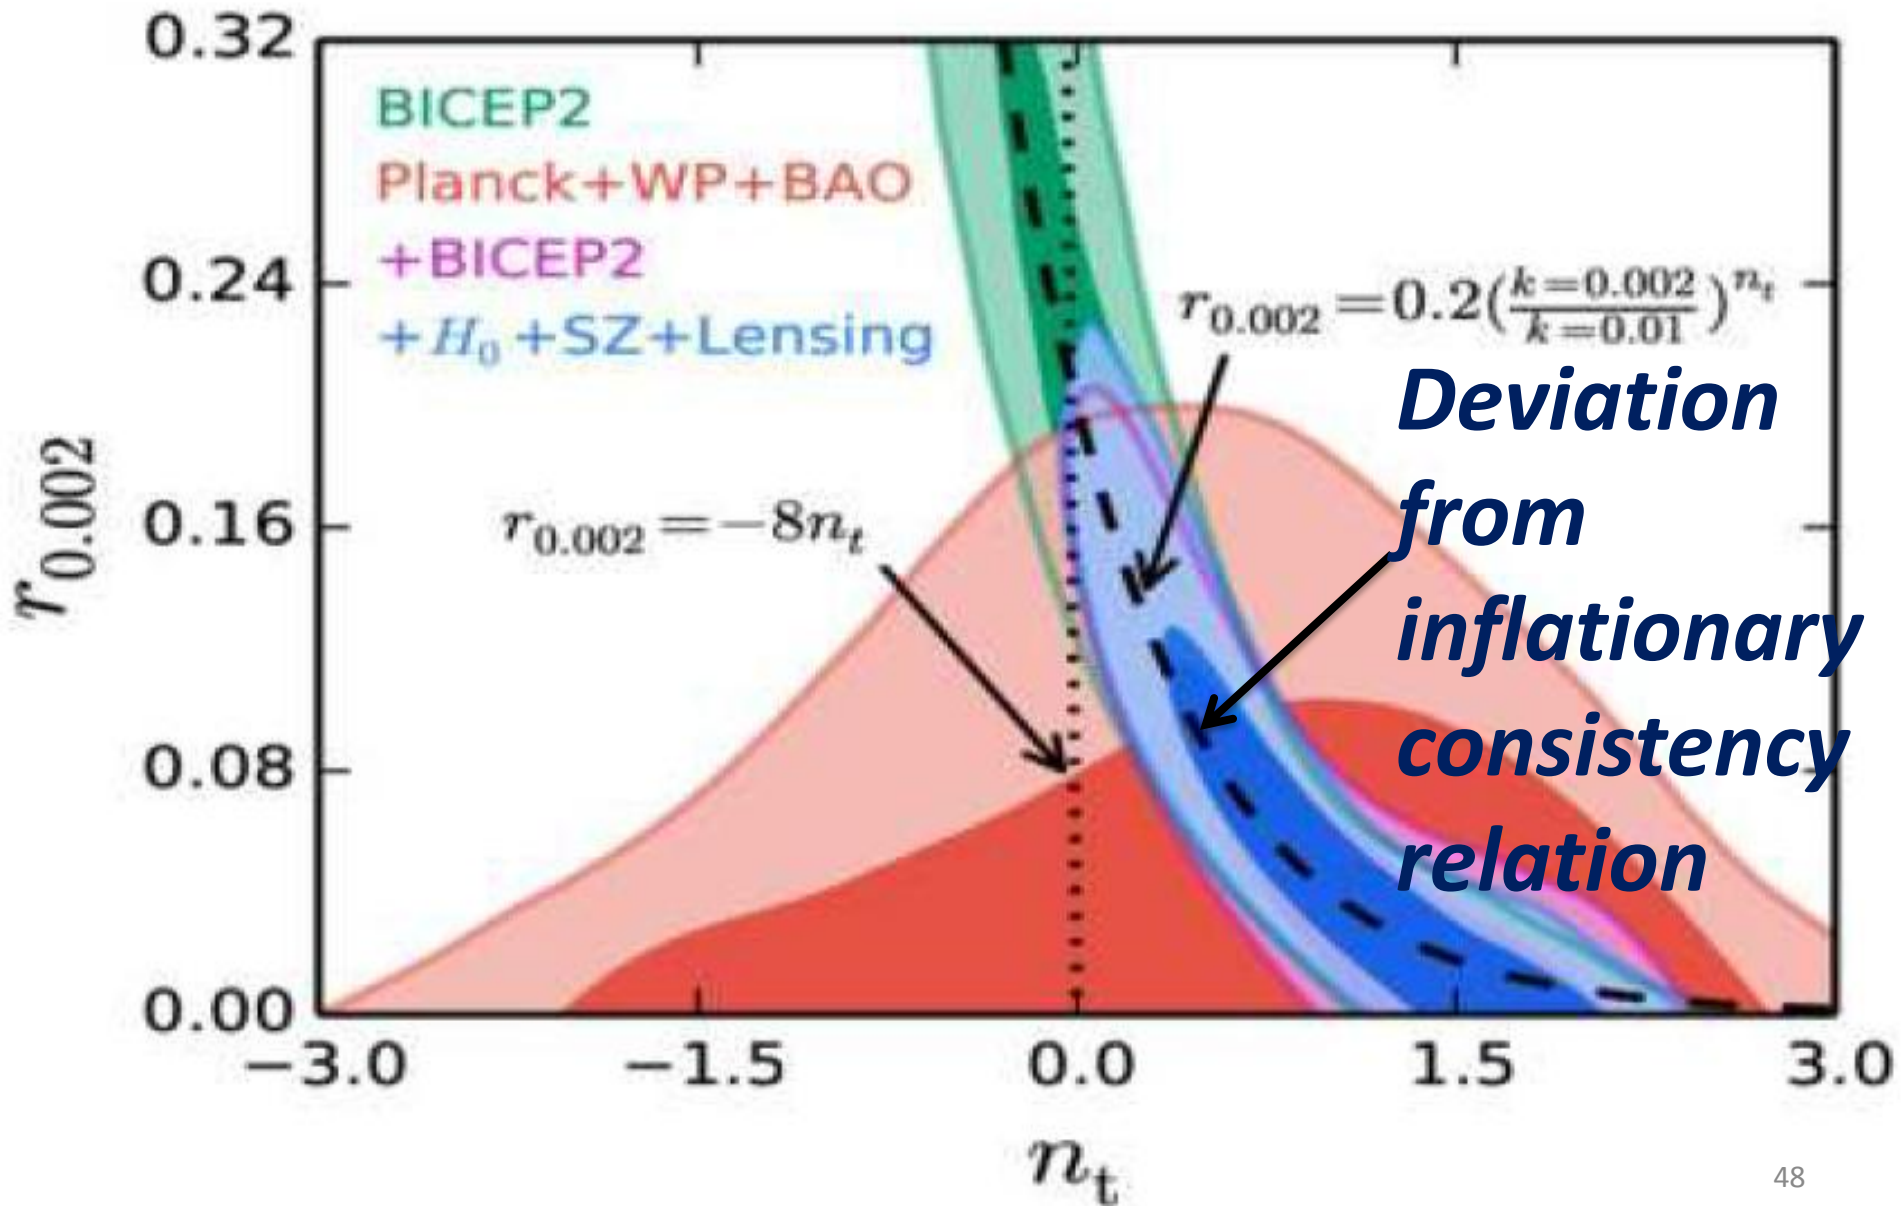 0.32
BICEP2
Planck+WP+BAO
+BICEP2
+H₀+SZ+Lensing
0.24
r₀.₀₀₂=0.2(k=0.002/k=0.01)^nₜ
Deviation
from
inflationary
consistency
relation
r₀.₀₀₂
0.16
r₀.₀₀₂=−8nₜ
0.08
0.00
−3.0 −1.5 0.0 1.5 3.0
nₜ
48